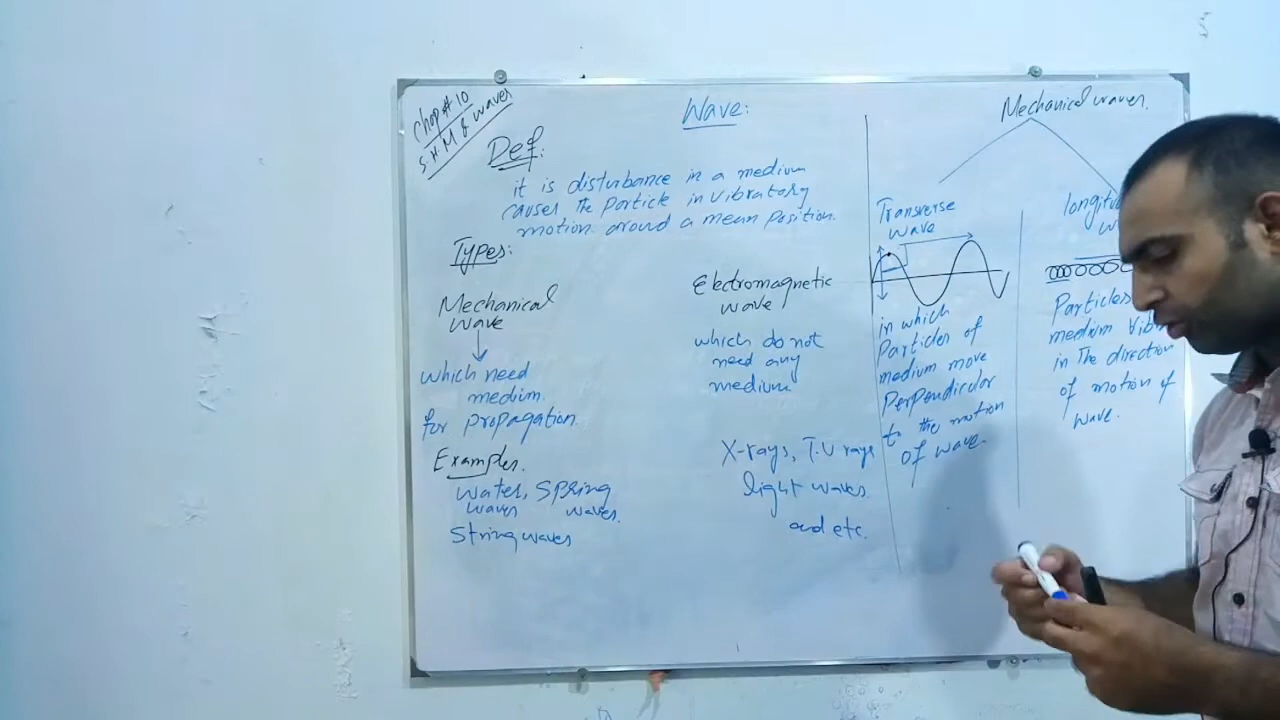 Chap# 10
S.H.M & waves
Wave:
Def:
it is disturbance in a medium
causes the particle in vibratory
motion around a mean position.
Types:
Mechanical
wave
which need
medium.
for propagation.
Examples.
water, spring
waves waves.
String waves
Electromagnetic
wave
which do not
need any
medium
X-rays, T.V rays
light waves.
and etc.
Mechanical waves.
Transverse
wave
in which
Particles of
medium move
Perpendicular
to the motion
of wave.
Particles
medium
in the direction
of motion of
wave.